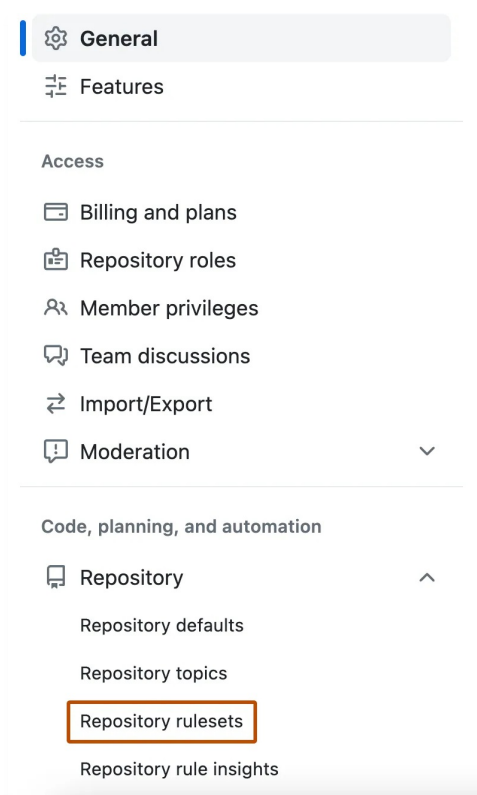 General
Features
Access
Billing and plans
Repository roles
Member privileges
Team discussions
Import/Export
Moderation
Code, planning, and automation
Repository
Repository defaults
Repository topics
Repository rulesets
Repository rule insights